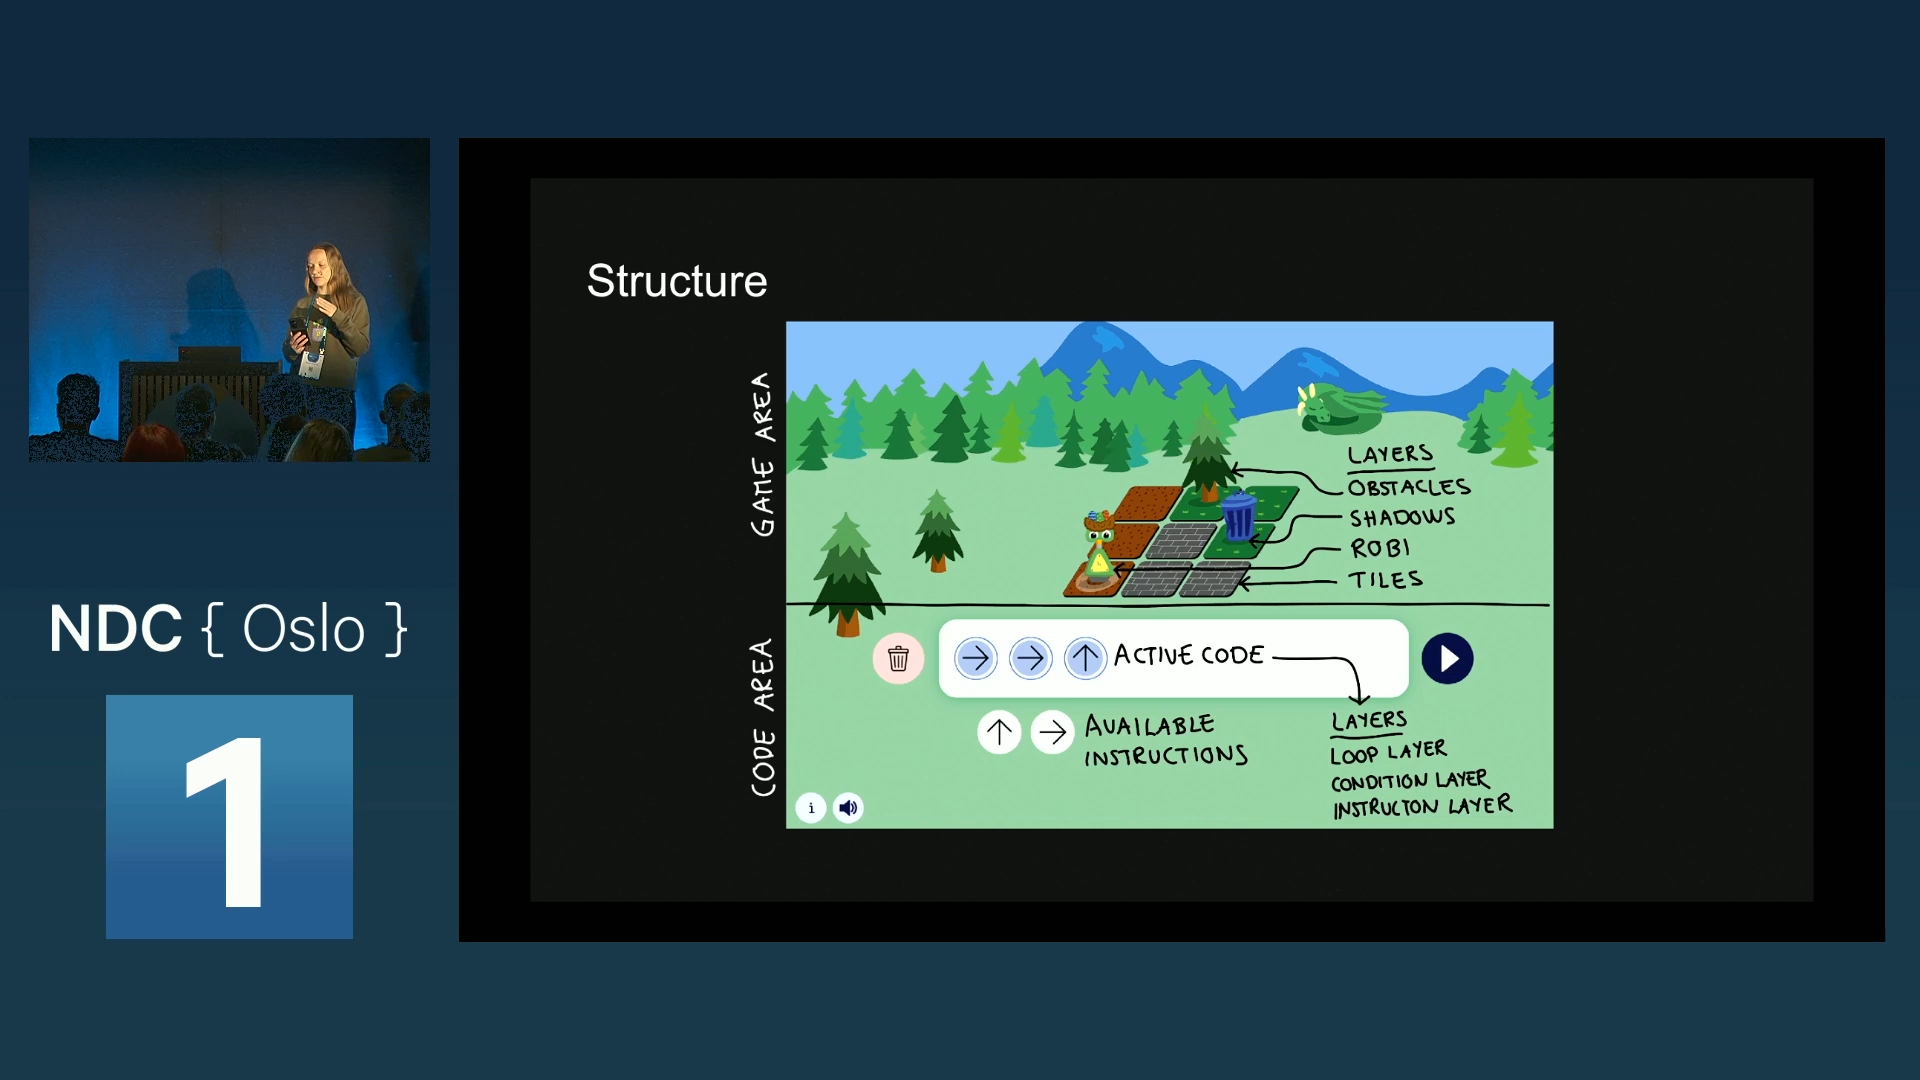 NDC { Oslo }
1
Structure
GAME AREA
LAYERS
OBSTACLES
SHADOWS
ROBI
TILES
CODE AREA
ACTIVE CODE
AVAILABLE
INSTRUCTIONS
LAYERS
LOOP LAYER
CONDITION LAYER
INSTRUCTON LAYER
i